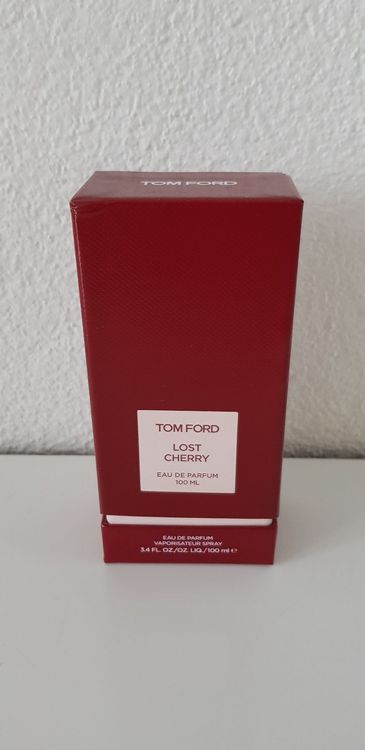 TOM FORD
TOM FORD
LOST
CHERRY
EAU DE PARFUM
100 ML
EAU DE PARFUM
VAPORISATEUR SPRAY
3.4 FL. OZ./OZ. LIQ./100 ml ℮